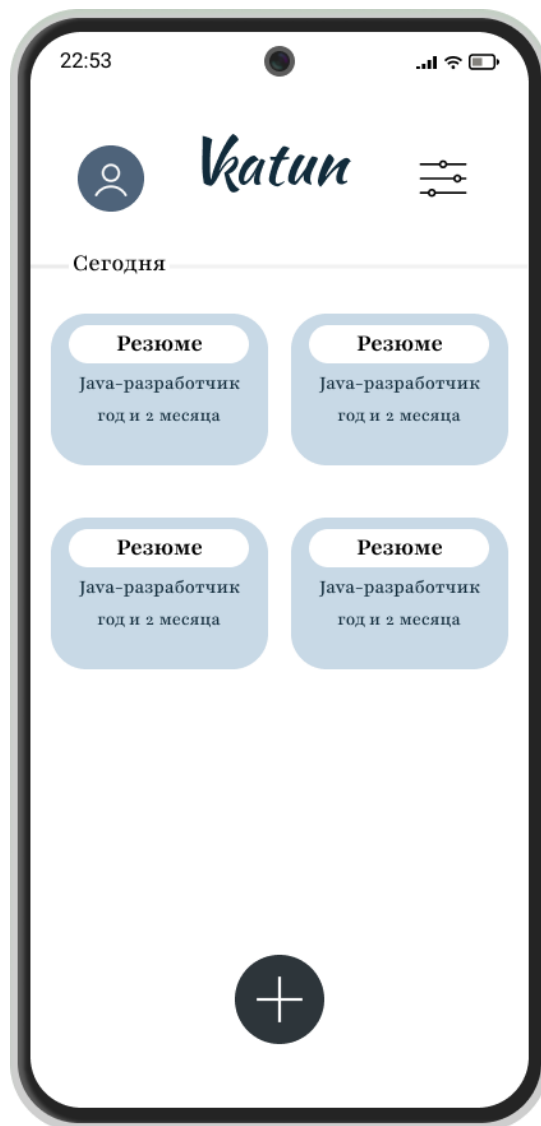 22:53
Vkatun
Сегодня
Резюме
Java-разработчик
год и 2 месяца
Резюме
Java-разработчик
год и 2 месяца
Резюме
Java-разработчик
год и 2 месяца
Резюме
Java-разработчик
год и 2 месяца